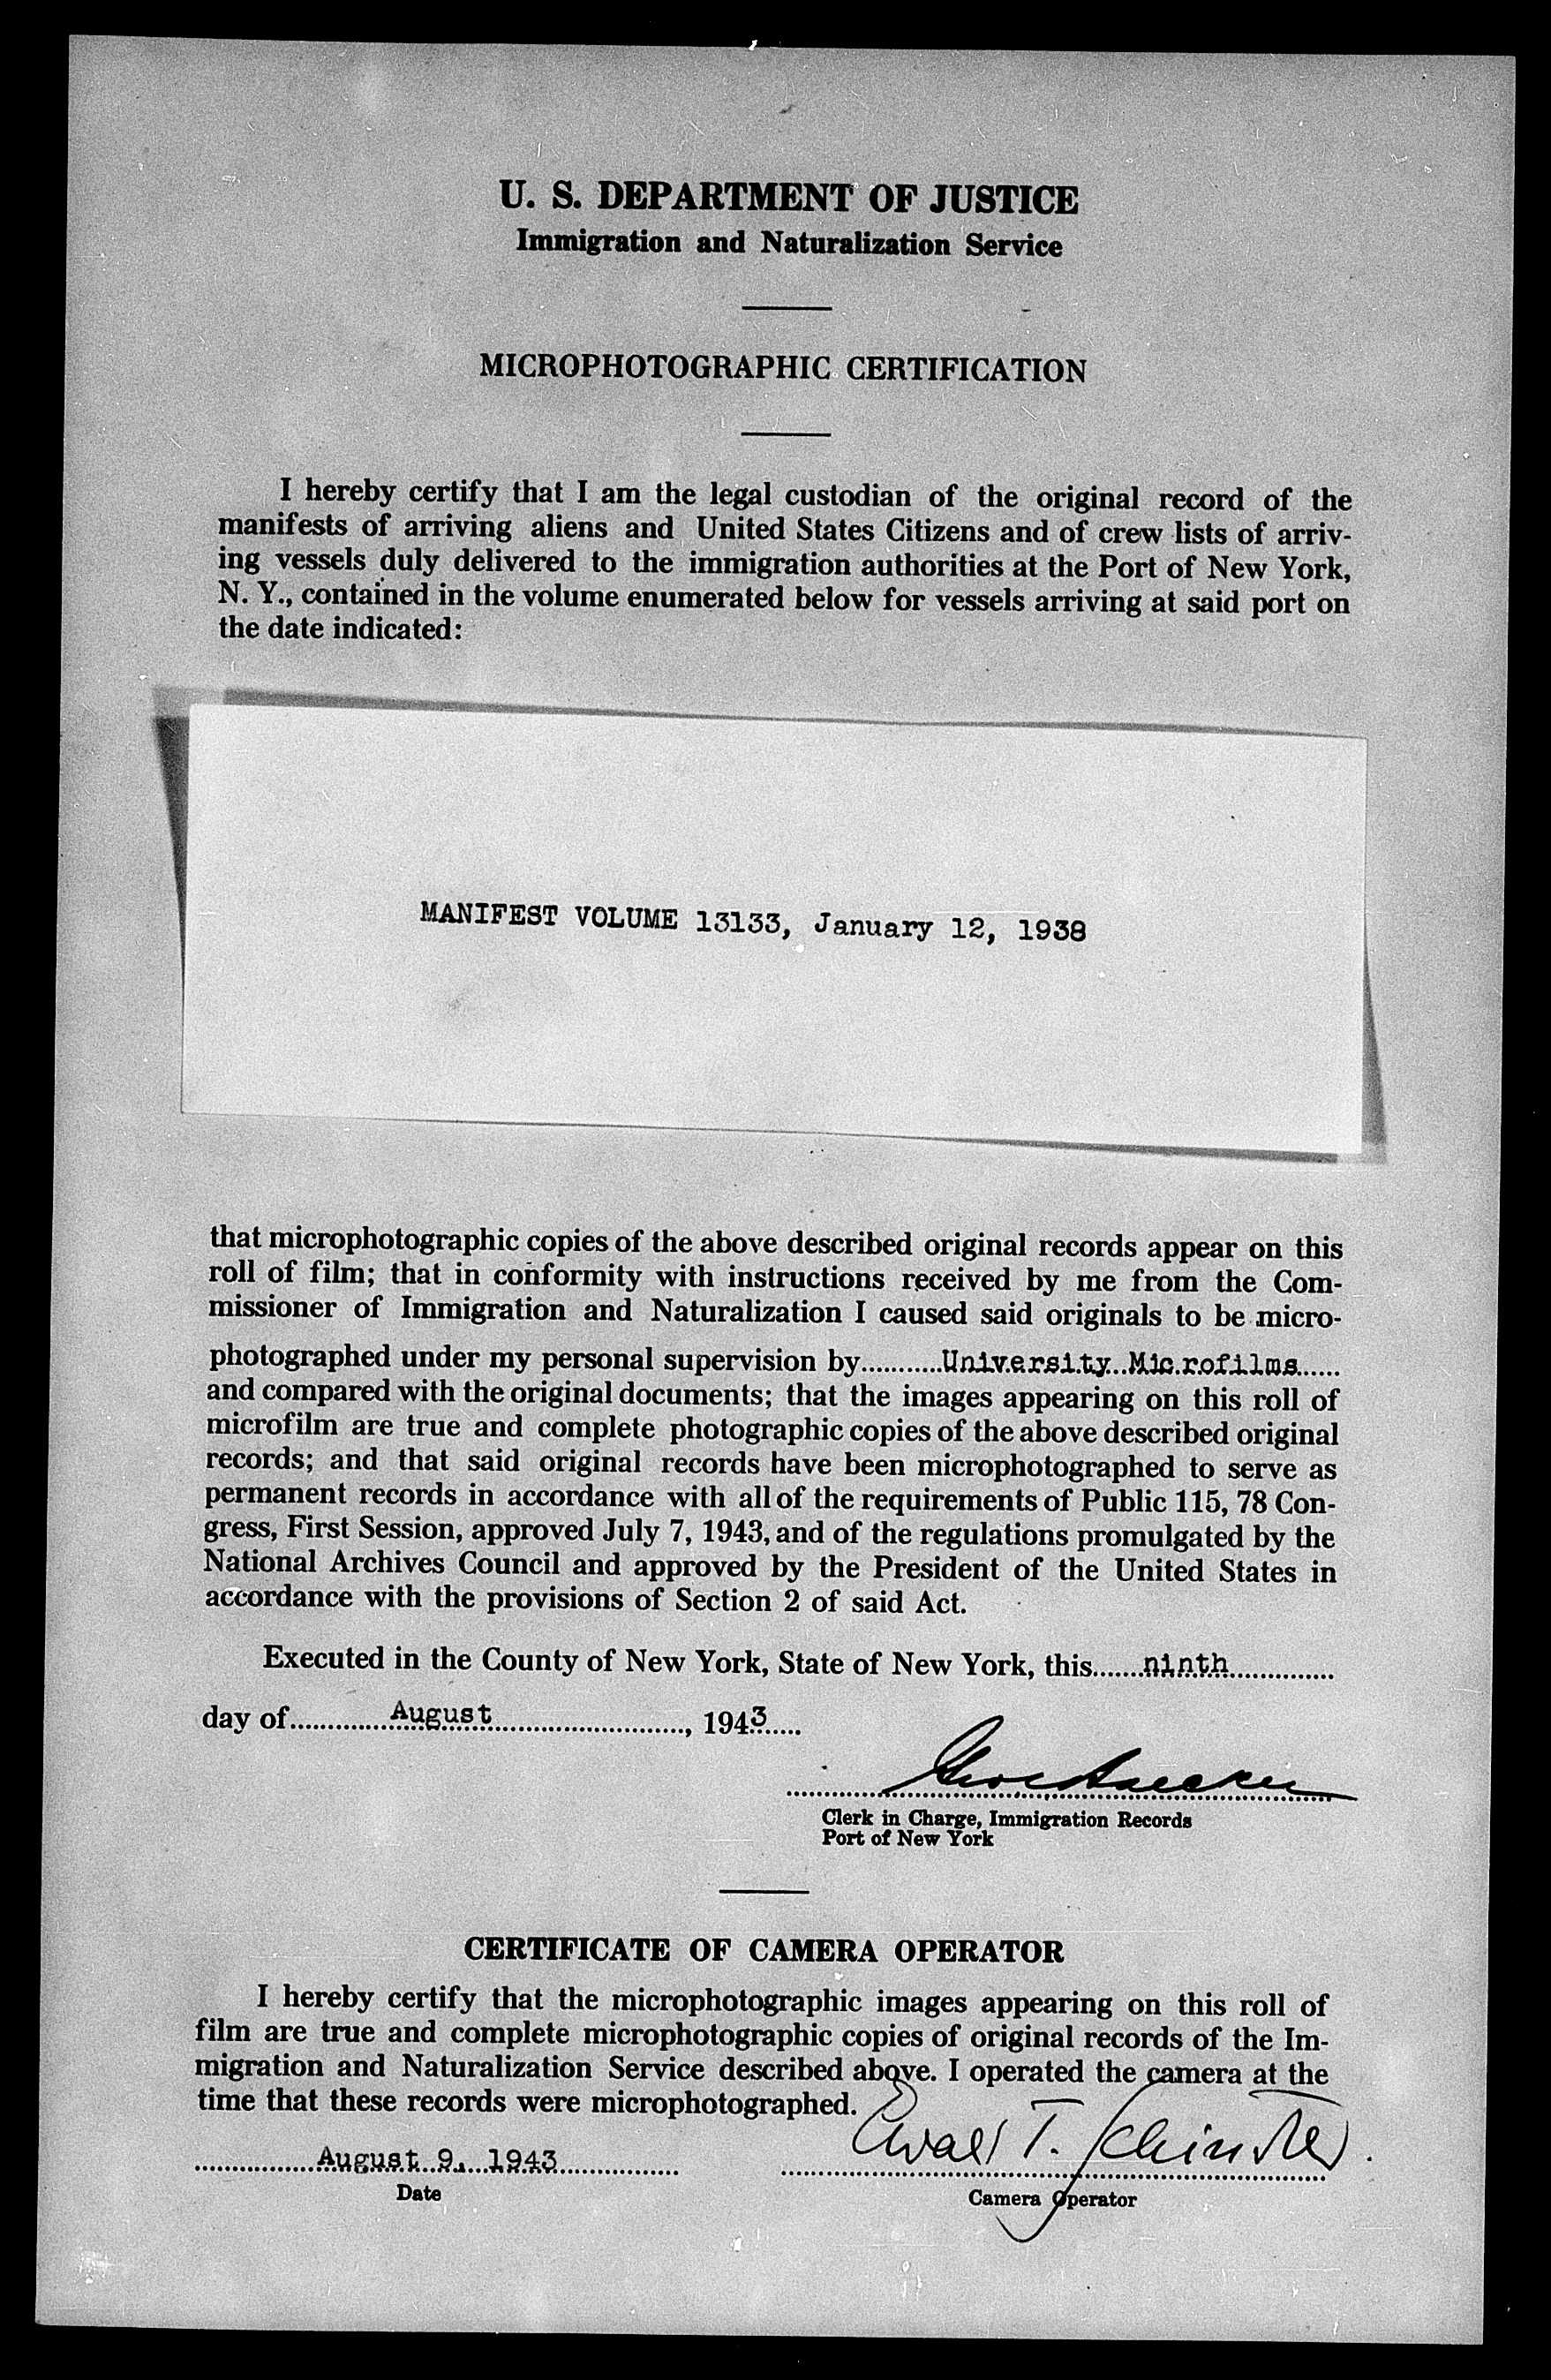 U. S. DEPARTMENT OF JUSTICE
Immigration and Naturalization Service
MICROPHOTOGRAPHIC CERTIFICATION
I hereby certify that I am the legal custodian of the original record of the
manifests of arriving aliens and United States Citizens and of crew lists of arriv-
ing vessels duly delivered to the immigration authorities at the Port of New York,
N. Y., contained in the volume enumerated below for vessels arriving at said port on
the date indicated:
MANIFEST VOLUME 13133, January 12, 1938
that microphotographic copies of the above described original records appear on this
roll of film; that in conformity with instructions received by me from the Com-
missioner of Immigration and Naturalization I caused said originals to be micro-
photographed under my personal supervision by...........University Microfilms......
and compared with the original documents; that the images appearing on this roll of
microfilm are true and complete photographic copies of the above described original
records; and that said original records have been microphotographed to serve as
permanent records in accordance with all of the requirements of Public 115, 78 Con-
gress, First Session, approved July 7, 1943, and of the regulations promulgated by the
National Archives Council and approved by the President of the United States in
accordance with the provisions of Section 2 of said Act.
Executed in the County of New York, State of New York, this.......ninth...............
day of..............August............................, 1943......
Clerk in Charge, Immigration Records
Port of New York
CERTIFICATE OF CAMERA OPERATOR
I hereby certify that the microphotographic images appearing on this roll of
film are true and complete microphotographic copies of original records of the Im-
migration and Naturalization Service described above. I operated the camera at the
time that these records were microphotographed.
T.
August 9, 1943
Date
Camera Operator